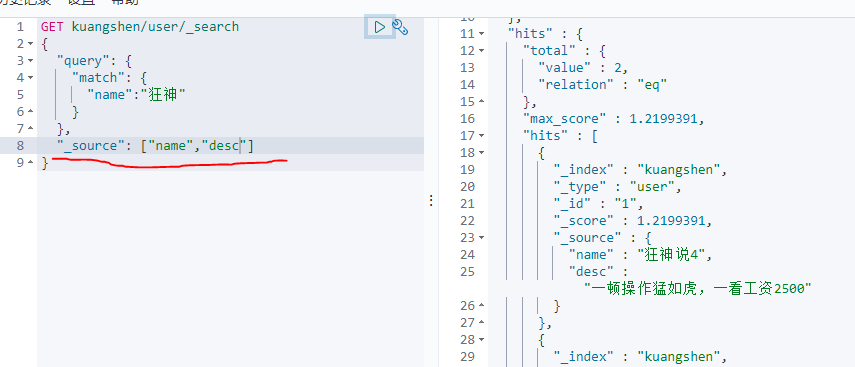 历史记录 设置 帮助
1 GET kuangshen/user/_search
2 {
3 "query": {
4 "match": {
5 "name":"狂神"
6 }
7 },
8 "_source": ["name","desc"]
9 }
11 "hits" : {
12 "total" : {
13 "value" : 2,
14 "relation" : "eq"
15 },
16 "max_score" : 1.2199391,
17 "hits" : [
18 {
19 "_index" : "kuangshen",
20 "_type" : "user",
21 "_id" : "1",
22 "_score" : 1.2199391,
23 "_source" : {
24 "name" : "狂神说4",
25 "desc" :
"一顿操作猛如虎，一看工资2500"
26 }
27 },
28 {
29 "_index" : "kuangshen",